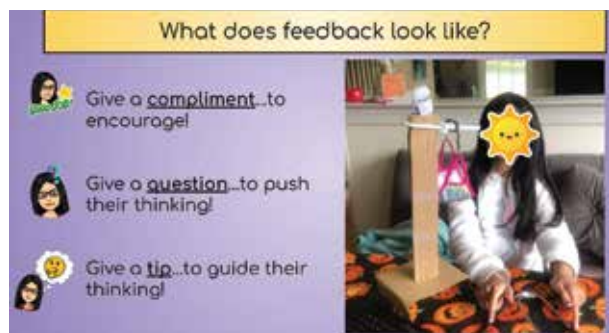 What does feedback look like?
Give a compliment...to
encourage!
Give a question...to push
their thinking!
Give a tip...to guide their
thinking!